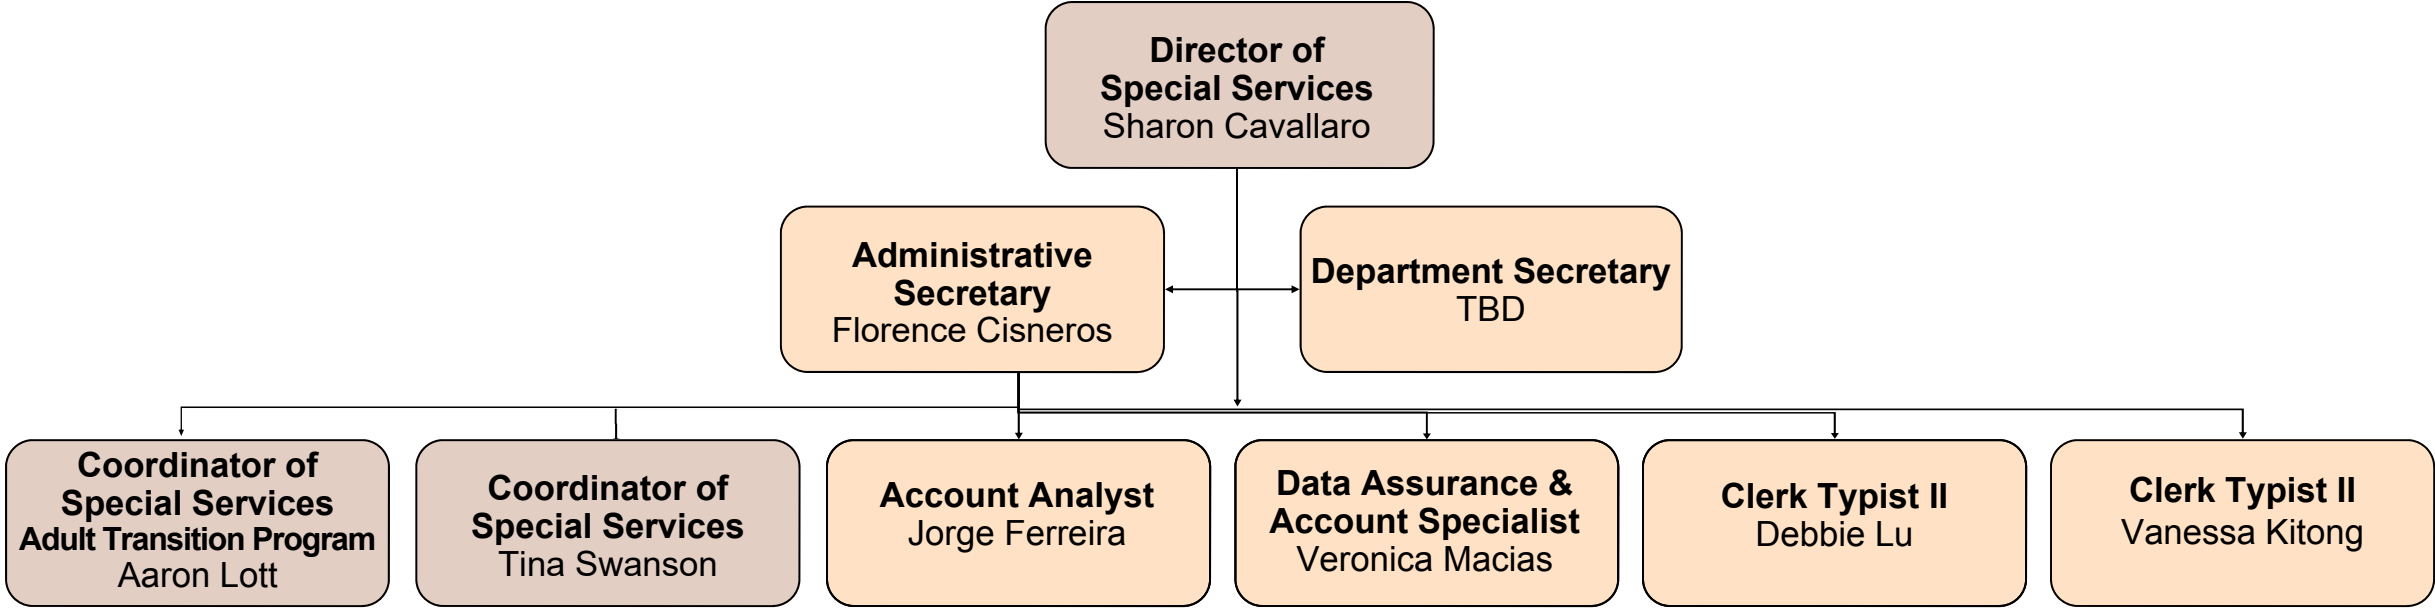 Director of
Special Services
Sharon Cavallaro
Administrative
Secretary
Florence Cisneros
Department Secretary
TBD
Coordinator of
Special Services
Adult Transition Program
Aaron Lott
Coordinator of
Special Services
Tina Swanson
Account Analyst
Jorge Ferreira
Data Assurance &
Account Specialist
Veronica Macias
Clerk Typist II
Debbie Lu
Clerk Typist II
Vanessa Kitong